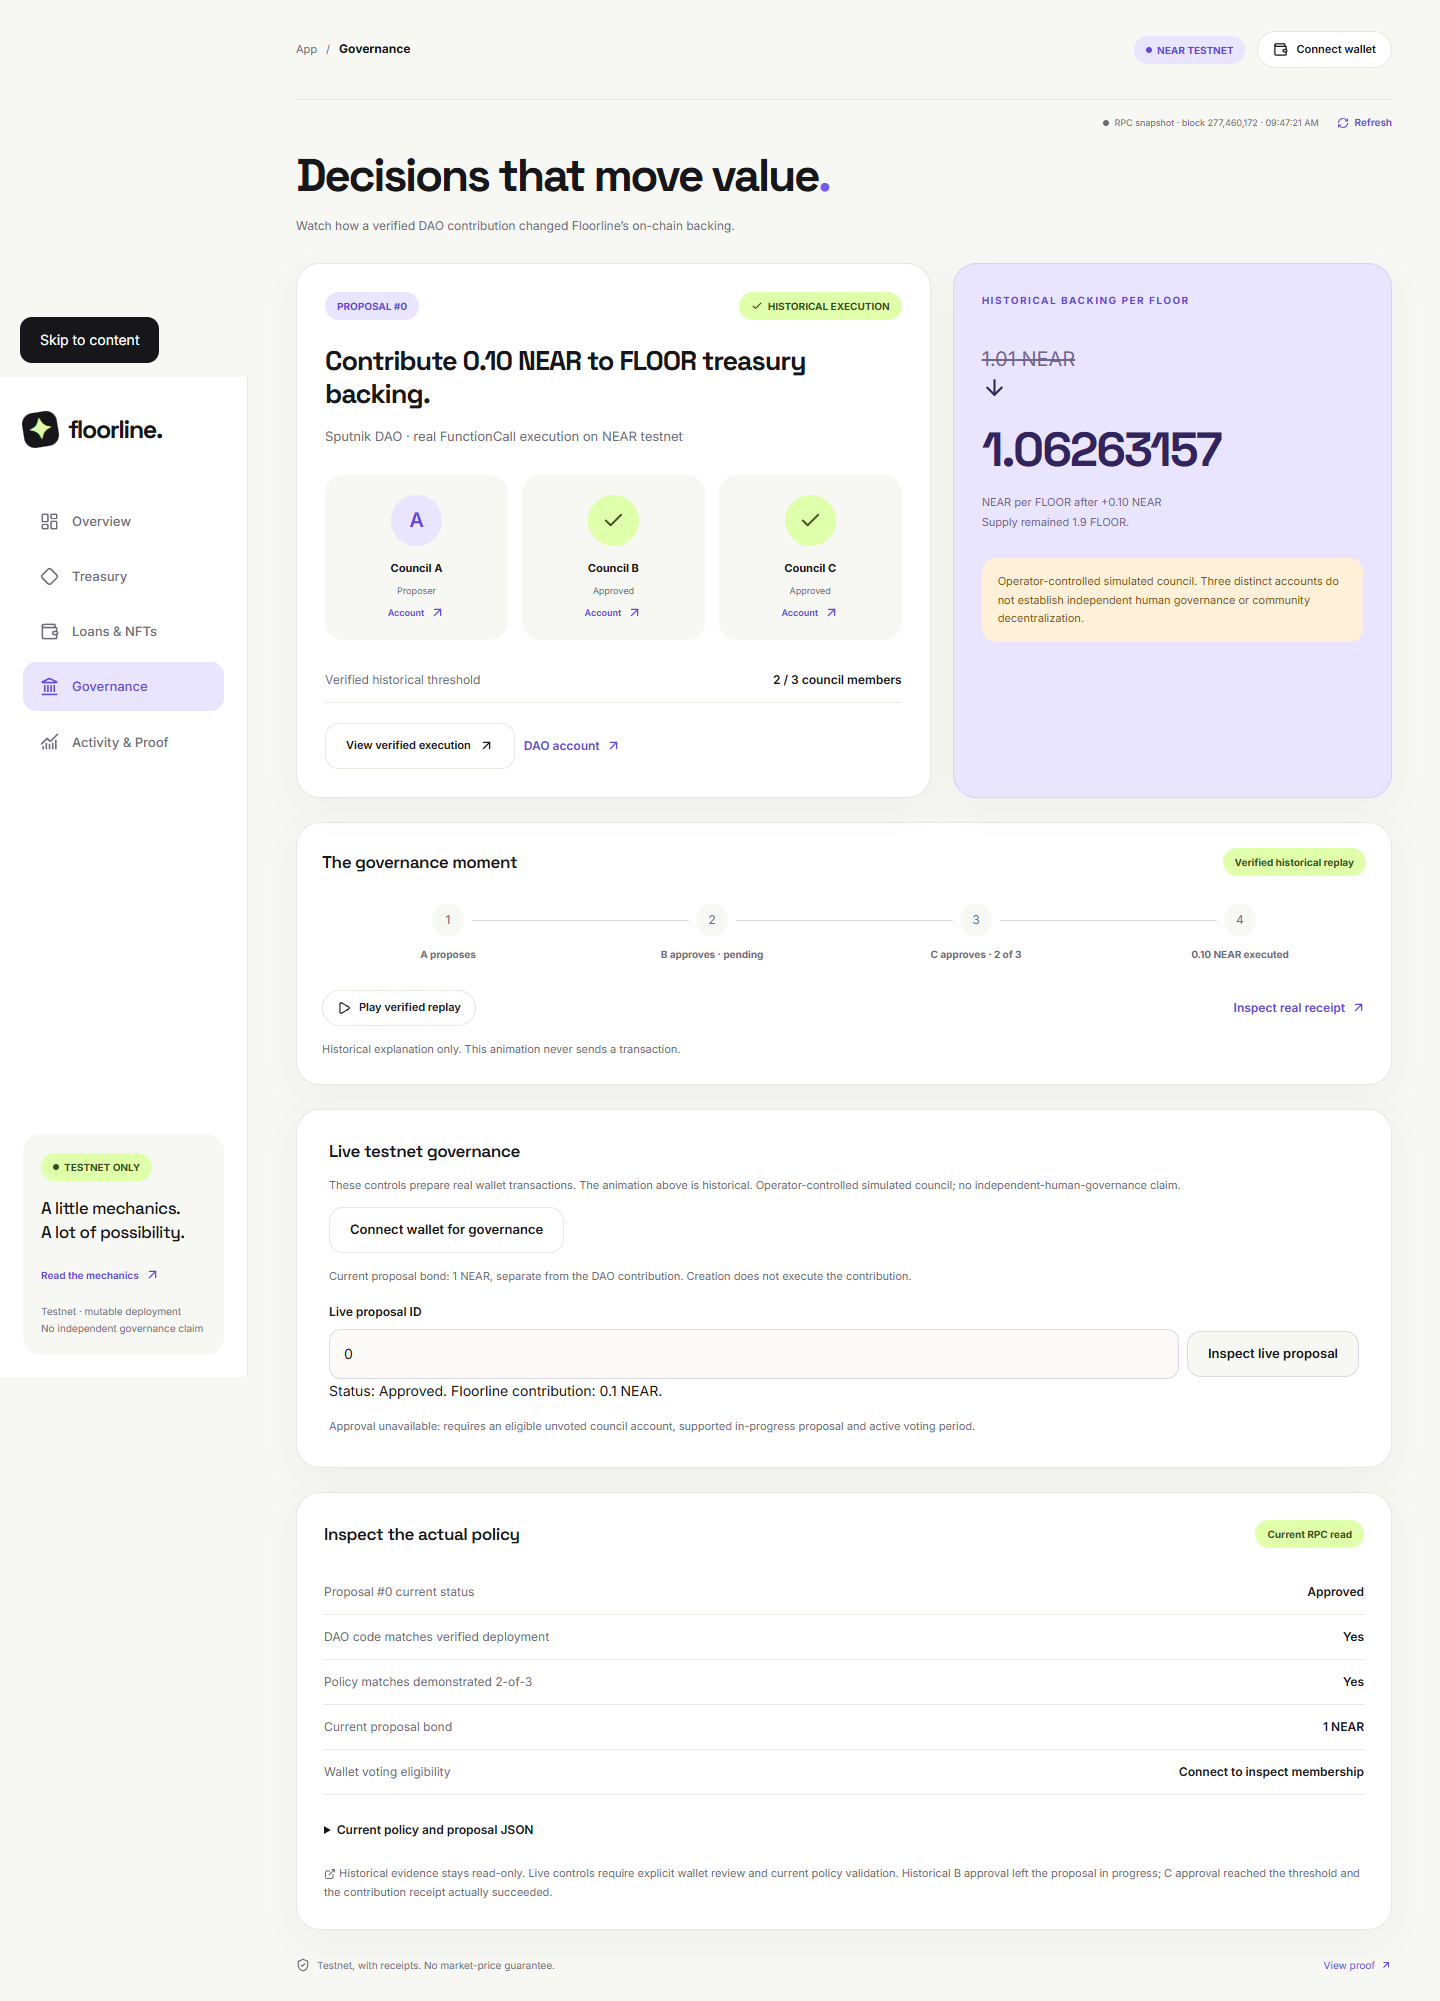 App / Governance
NEAR TESTNET
Connect wallet
RPC snapshot · block 277,460,172 · 09:47:21 AM
Refresh
Decisions that move value.
Watch how a verified DAO contribution changed Floorline’s on-chain backing.
Skip to content
floorline.
Overview
Treasury
Loans & NFTs
Governance
Activity & Proof
TESTNET ONLY
A little mechanics.
A lot of possibility.
Read the mechanics
Testnet · mutable deployment
No independent governance claim
PROPOSAL #0
HISTORICAL EXECUTION
Contribute 0.10 NEAR to FLOOR treasury
backing.
Sputnik DAO · real FunctionCall execution on NEAR testnet
A
Council A
Proposer
Account
Council B
Approved
Account
Council C
Approved
Account
Verified historical threshold
2 / 3 council members
View verified execution
DAO account
HISTORICAL BACKING PER FLOOR
1.01 NEAR
1.06263157
NEAR per FLOOR after +0.10 NEAR
Supply remained 1.9 FLOOR.
Operator-controlled simulated council. Three distinct accounts do
not establish independent human governance or community
decentralization.
The governance moment
Verified historical replay
1
2
3
4
A proposes
B approves · pending
C approves · 2 of 3
0.10 NEAR executed
Play verified replay
Inspect real receipt
Historical explanation only. This animation never sends a transaction.
Live testnet governance
These controls prepare real wallet transactions. The animation above is historical. Operator-controlled simulated council; no independent-human-governance claim.
Connect wallet for governance
Current proposal bond: 1 NEAR, separate from the DAO contribution. Creation does not execute the contribution.
Live proposal ID
0
Inspect live proposal
Status: Approved. Floorline contribution: 0.1 NEAR.
Approval unavailable: requires an eligible unvoted council account, supported in-progress proposal and active voting period.
Inspect the actual policy
Current RPC read
Proposal #0 current status
Approved
DAO code matches verified deployment
Yes
Policy matches demonstrated 2-of-3
Yes
Current proposal bond
1 NEAR
Wallet voting eligibility
Connect to inspect membership
Current policy and proposal JSON
Historical evidence stays read-only. Live controls require explicit wallet review and current policy validation. Historical B approval left the proposal in progress; C approval reached the threshold and
the contribution receipt actually succeeded.
Testnet, with receipts. No market-price guarantee.
View proof